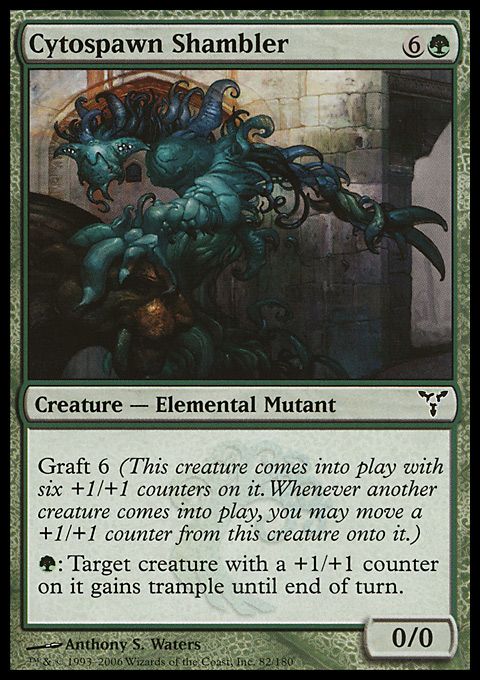 Cytospawn Shambler 6
Creature — Elemental Mutant
Graft 6 (This creature comes into play with
six +1/+1 counters on it. Whenever another
creature comes into play, you may move a
+1/+1 counter from this creature onto it.)
: Target creature with a +1/+1 counter
on it gains trample until end of turn.
Anthony S. Waters
0/0
™ & © 1993–2006 Wizards of the Coast, Inc. 82/180